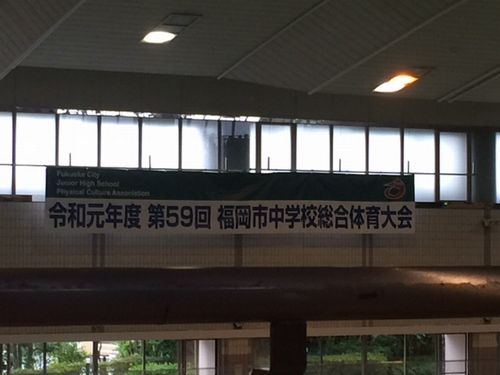 Fukuoka City
Junior High School
Physical Culture Association
令和元年度 第59回 福岡市中学校総合体育大会